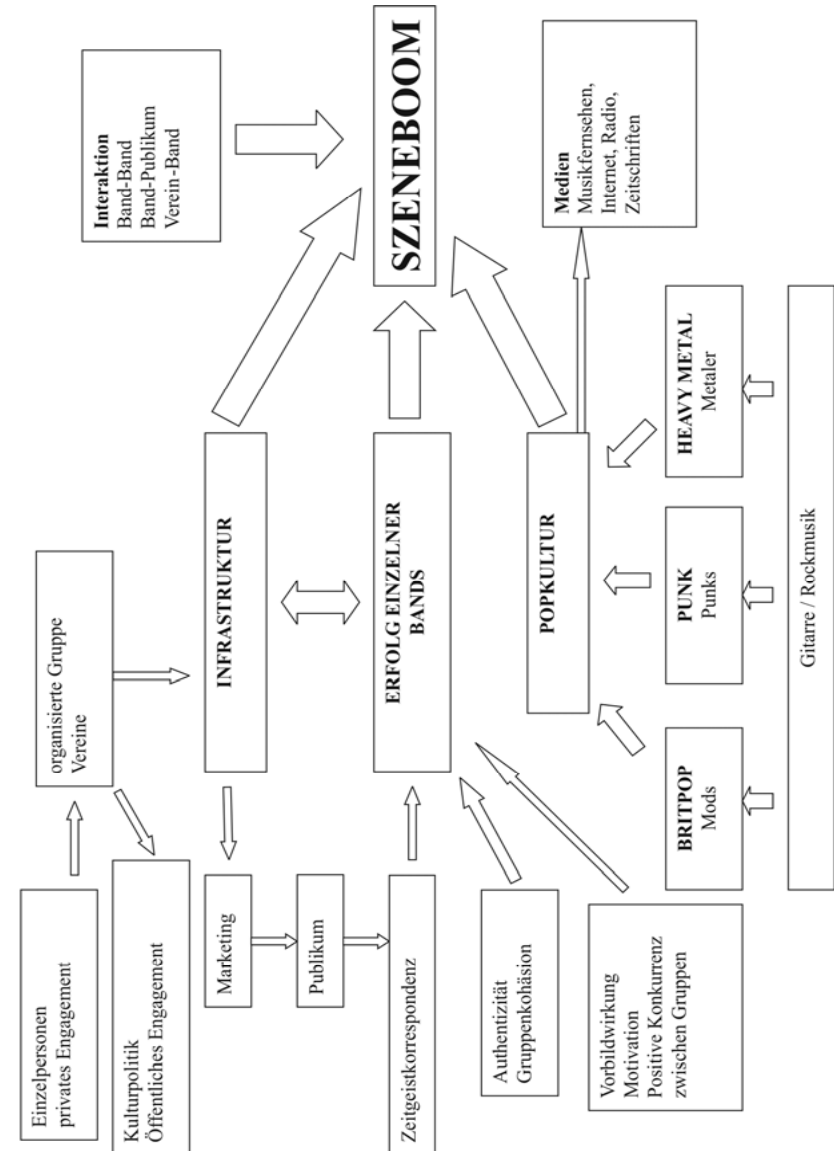 Einzelpersonen
privates Engagement
Kulturpolitik
Öffentliches Engagement
organisierte Gruppe
Vereine
Interaktion
Band-Band
Band-Publikum
Verein-Band
Marketing
Publikum
Zeitgeistkorrespondenz
INFRASTRUKTUR
ERFOLG EINZELNER
BANDS
SZENEBOOM
Authentizität
Gruppenkohäsion
Vorbildwirkung
Motivation
Positive Konkurrenz
zwischen Gruppen
POPKULTUR
Medien
Musikfernsehen,
Internet, Radio,
Zeitschriften
BRITPOP
Mods
PUNK
Punks
HEAVY METAL
Metaler
Gitarre / Rockmusik